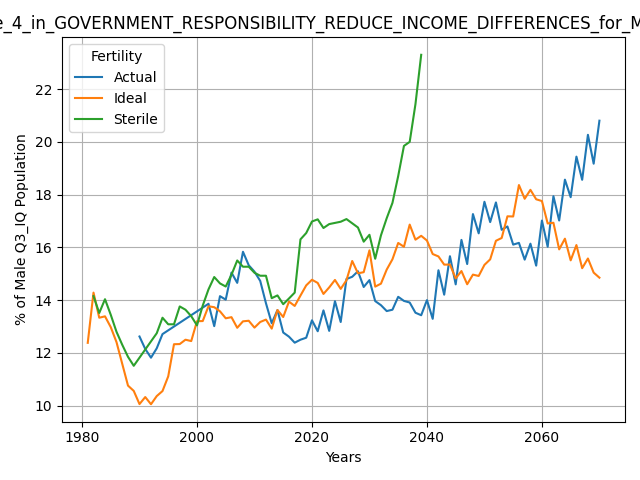 e_4_in_GOVERNMENT_RESPONSIBILITY_REDUCE_INCOME_DIFFERENCES_for_M
Fertility
Actual
Ideal
Sterile
% of Male Q3_IQ Population
22
20
18
16
14
12
10
1980 2000 2020 2040 2060
Years